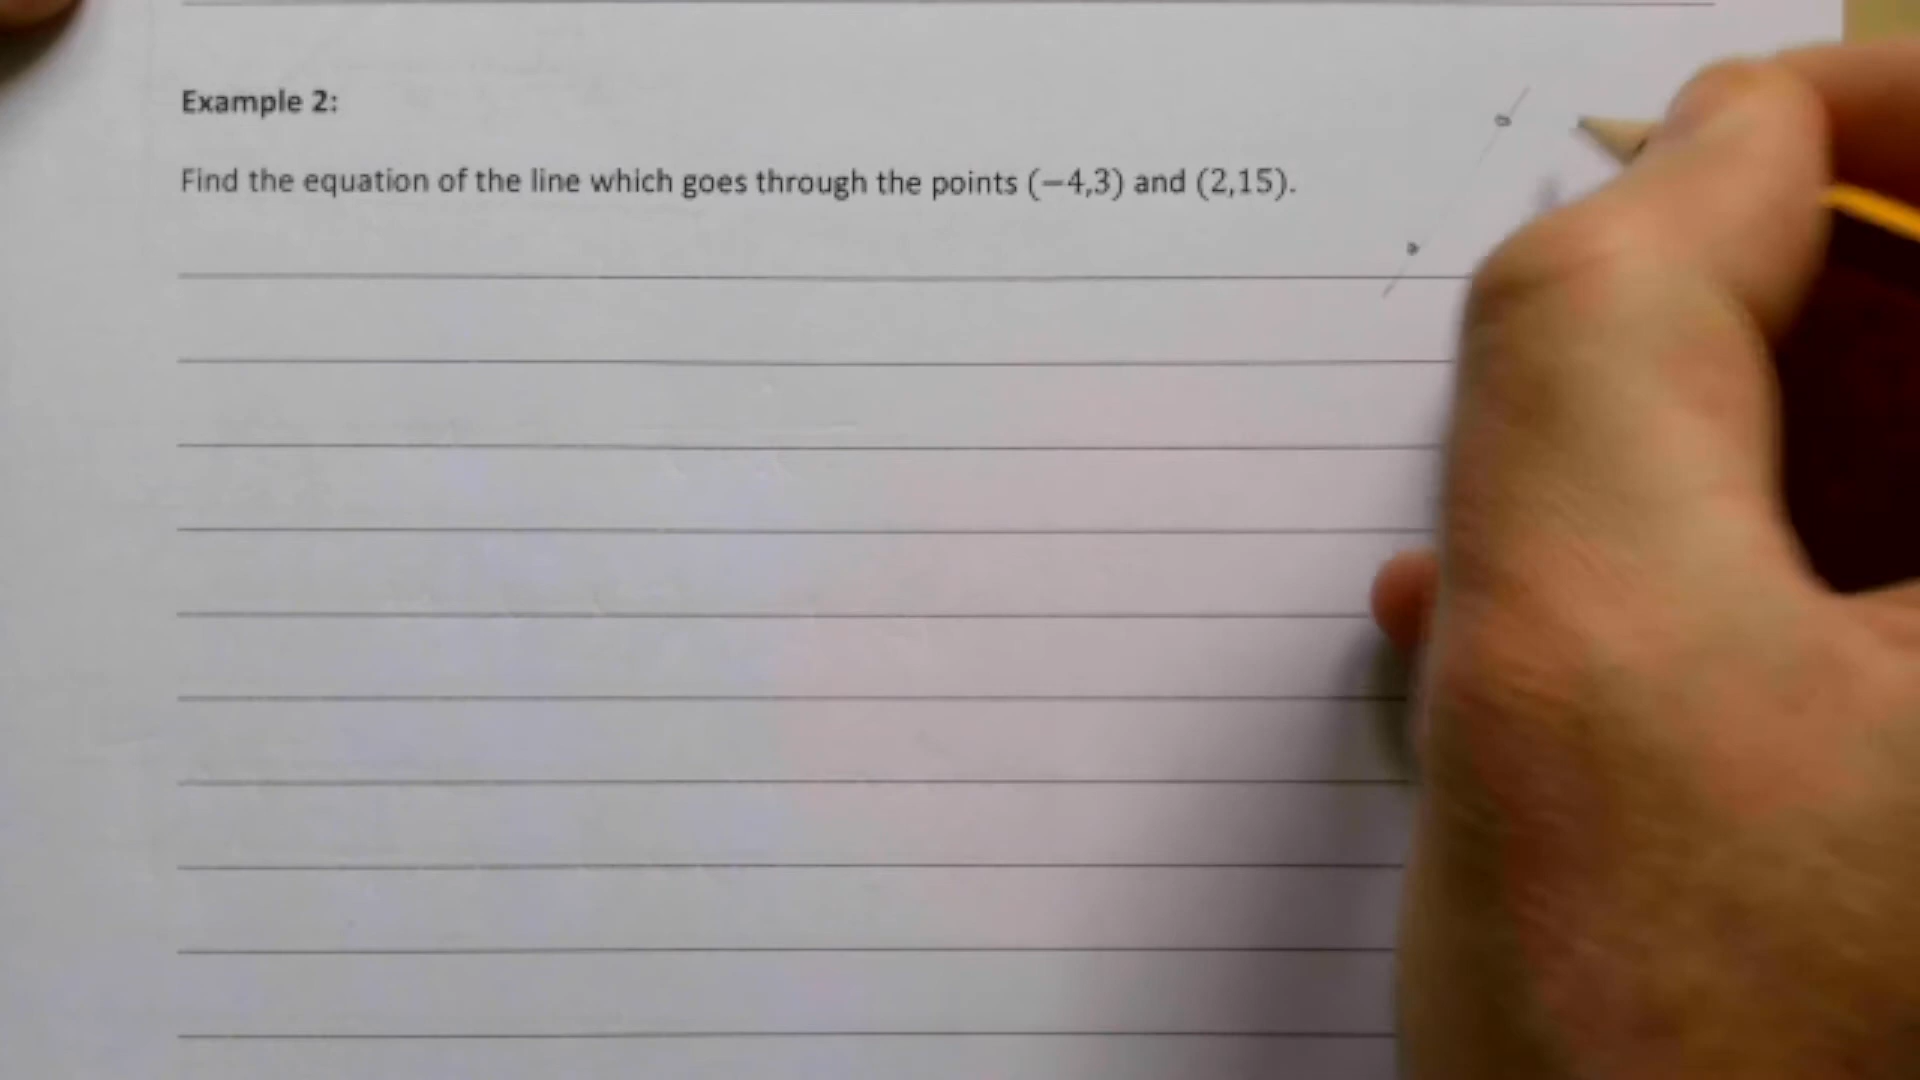 Example 2:
Find the equation of the line which goes through the points (−4,3) and (2,15).